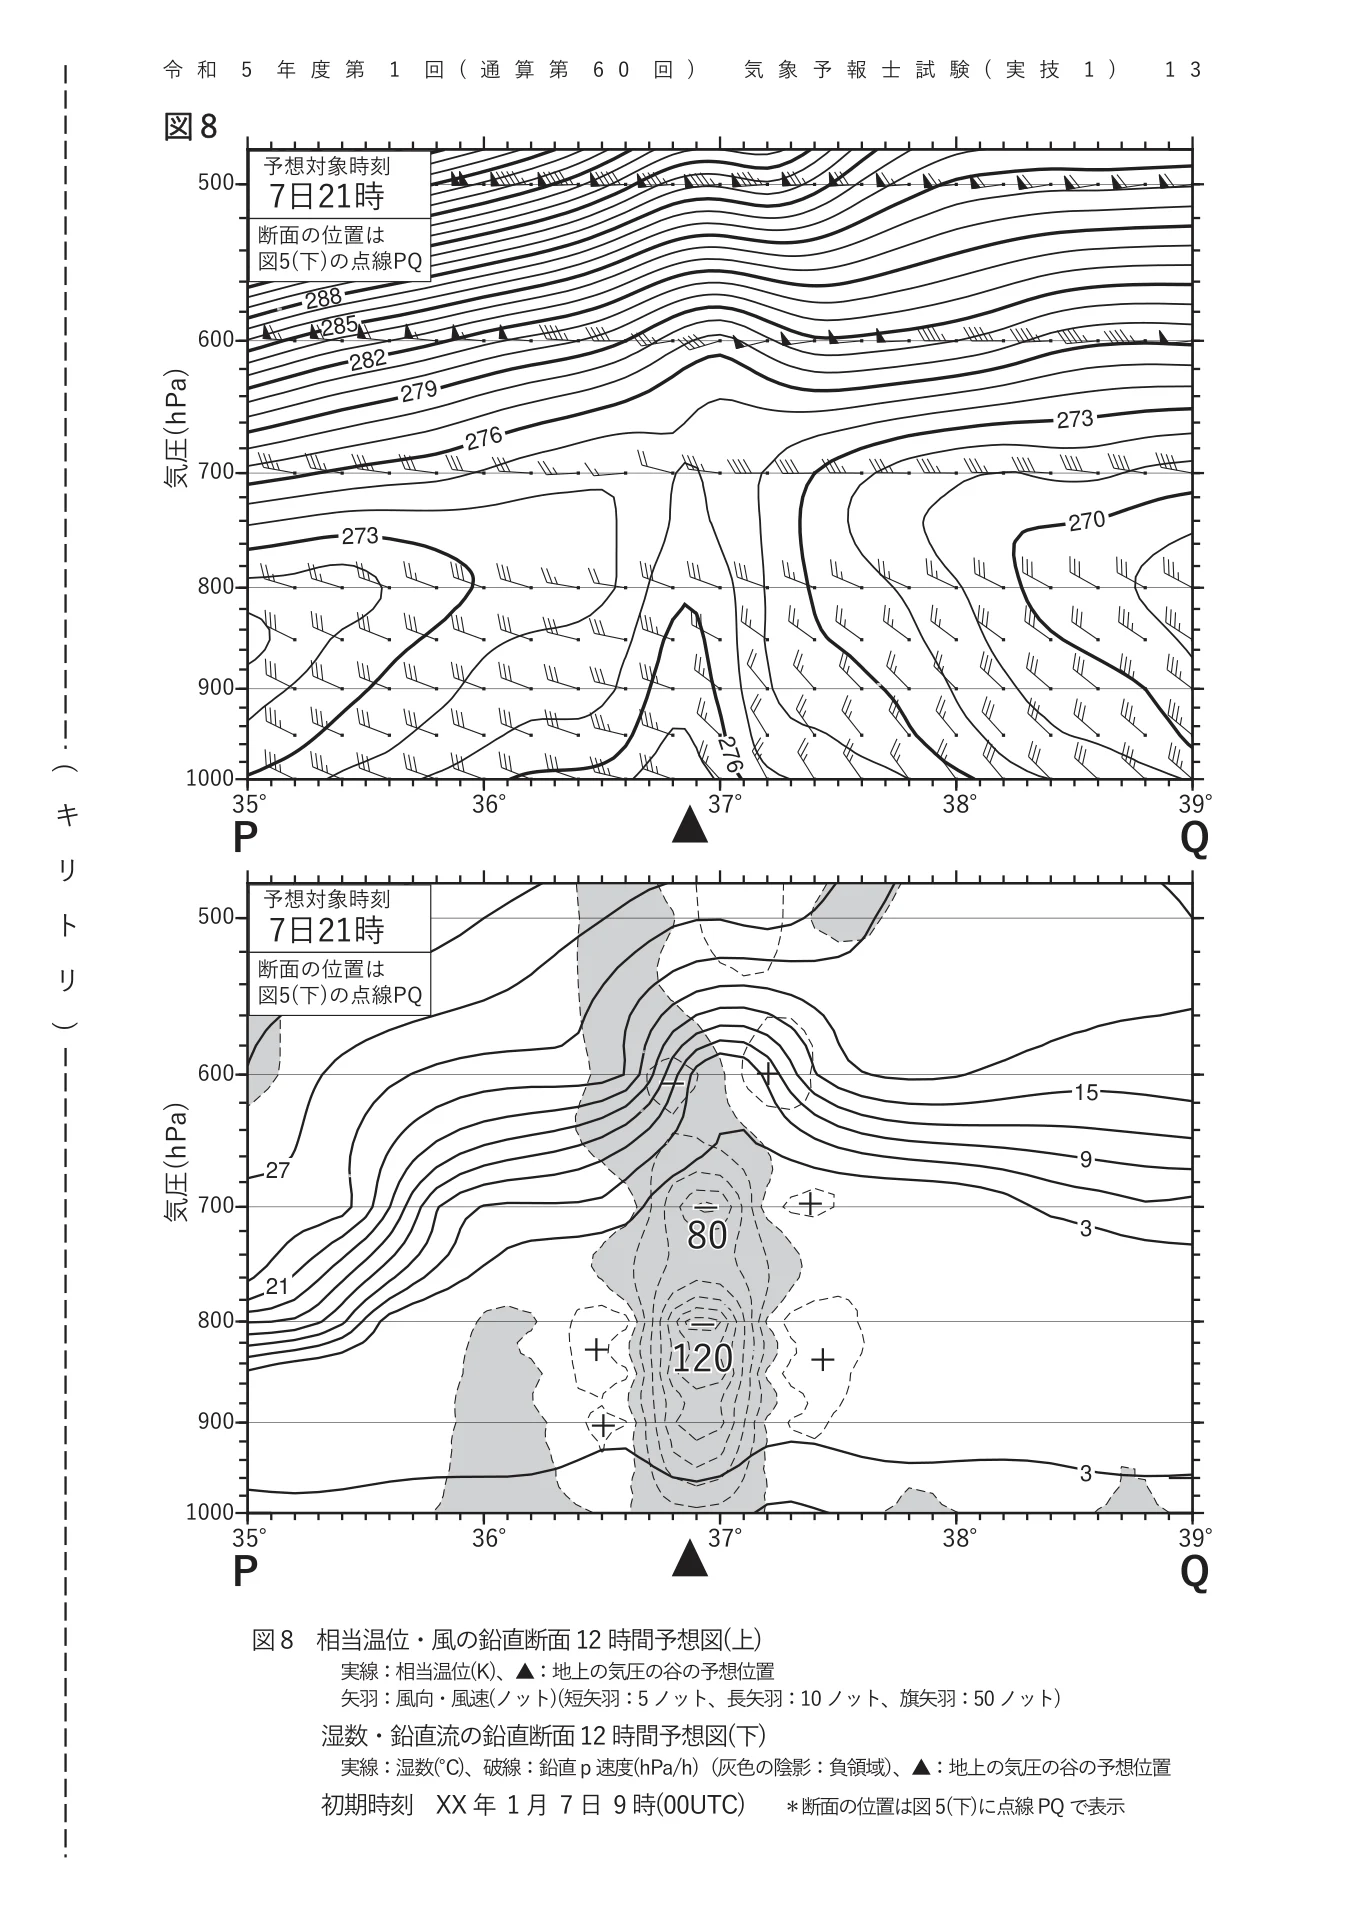 令和5年度第1回(通算第60回) 気象予報士試験(実技1) 13
図8
予想対象時刻
7日21時
断面の位置は
図5(下)の点線PQ
気圧(hPa)
500
600
700
800
900
1000
288
285
282
279
276
273
273
270
276
35° 36° 37° 38° 39°
P ▲ Q
予想対象時刻
7日21時
断面の位置は
図5(下)の点線PQ
気圧(hPa)
500
600
700
800
900
1000
27
21
15
9
3
3
80
120
35° 36° 37° 38° 39°
P ▲ Q
(キリトリ)
図8 相当温位・風の鉛直断面12時間予想図(上)
実線:相当温位(K)、▲:地上の気圧の谷の予想位置
矢羽:風向・風速(ノット)(短矢羽:5ノット、長矢羽:10ノット、旗矢羽:50ノット)
湿数・鉛直流の鉛直断面12時間予想図(下)
実線:湿数(℃)、破線:鉛直p速度(hPa/h)(灰色の陰影:負領域)、▲:地上の気圧の谷の予想位置
初期時刻 XX年1月7日9時(00UTC) *断面の位置は図5(下)に点線PQで表示